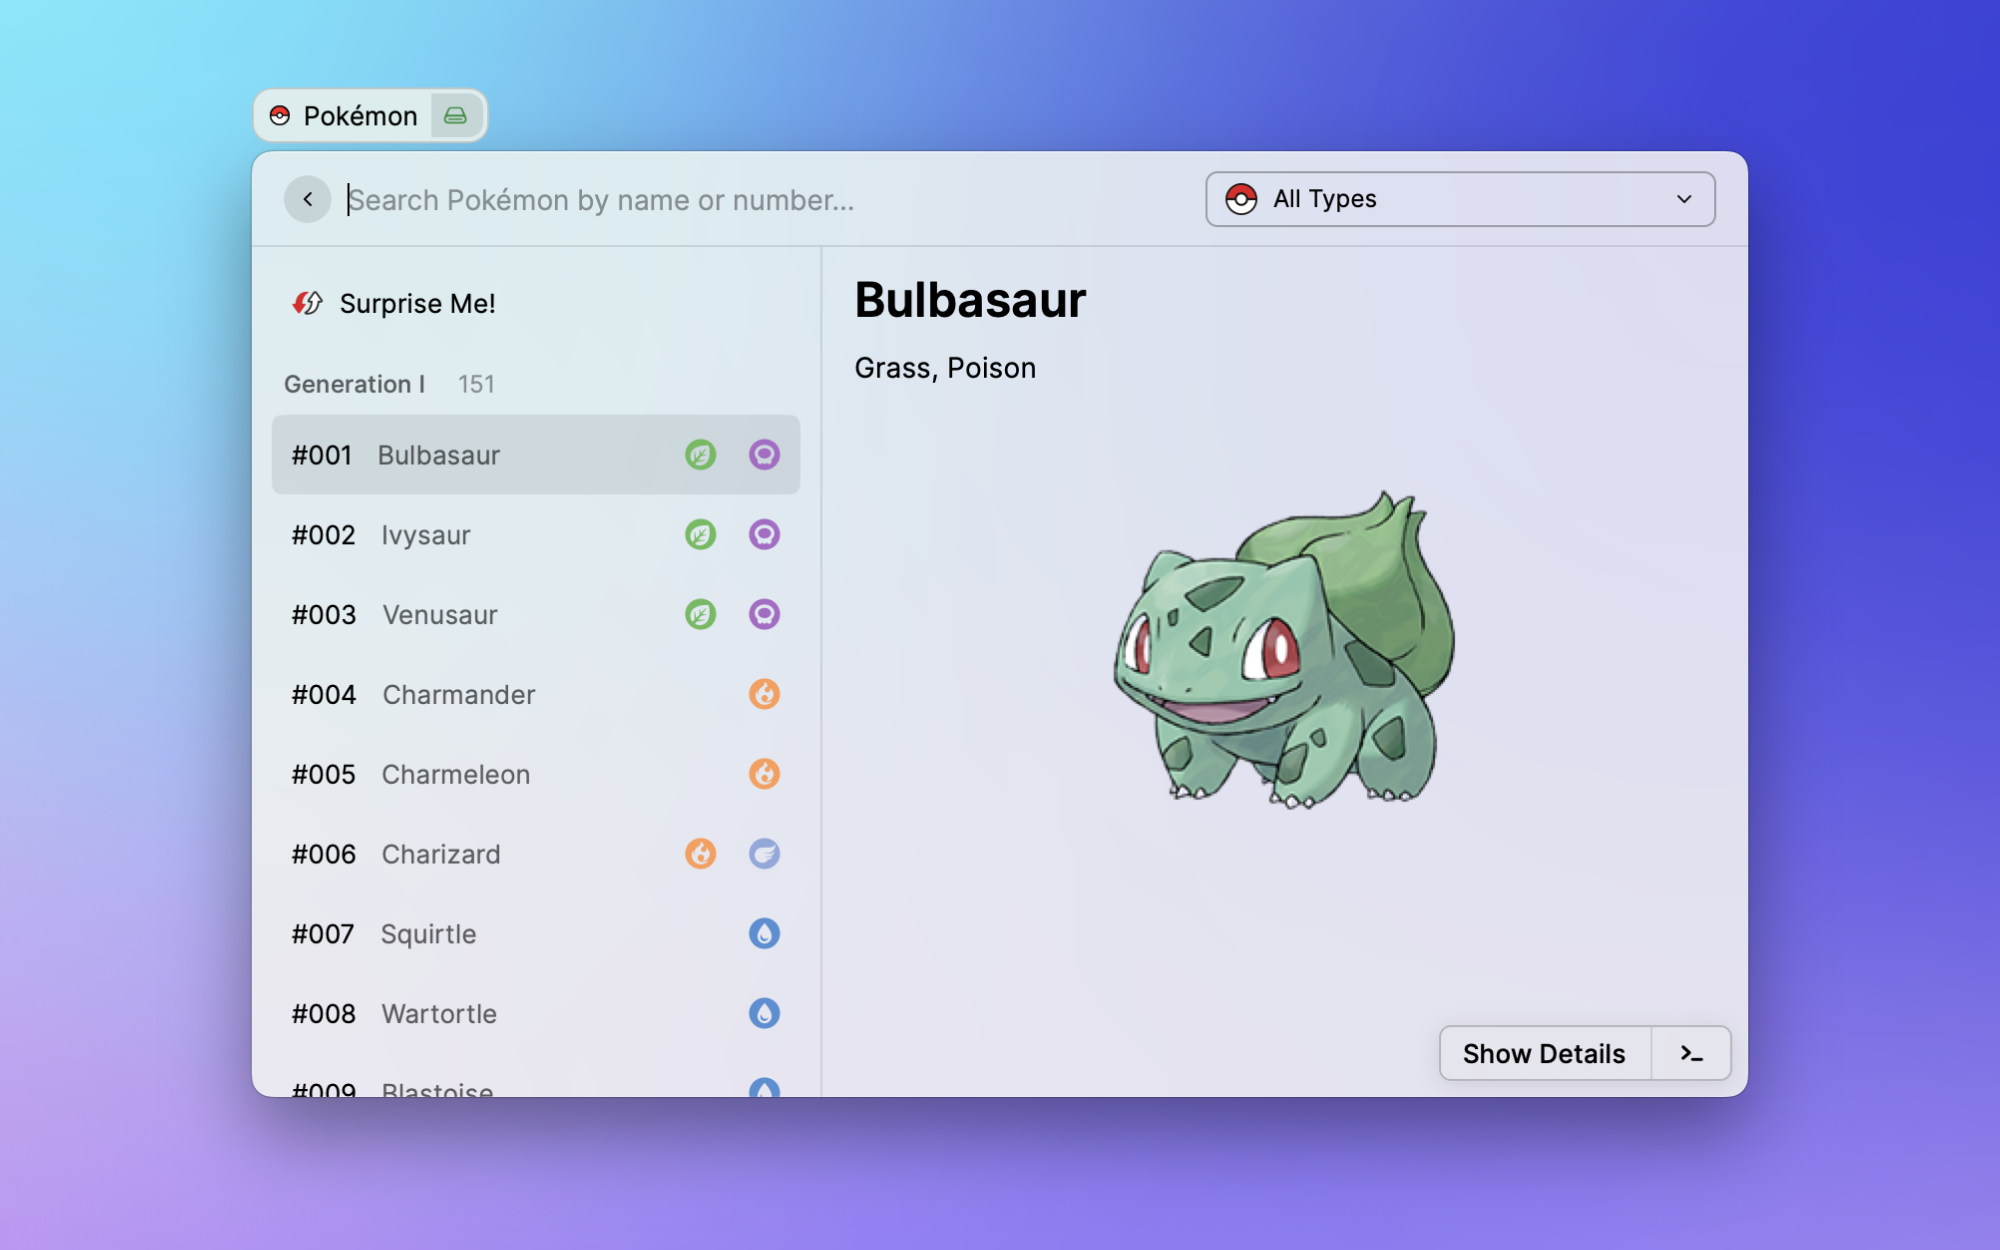 Pokémon
Search Pokémon by name or number...
All Types
Surprise Me!
Generation I 151
#001 Bulbasaur
#002 Ivysaur
#003 Venusaur
#004 Charmander
#005 Charmeleon
#006 Charizard
#007 Squirtle
#008 Wartortle
#009 Blastoise
Bulbasaur
Grass, Poison
Show Details